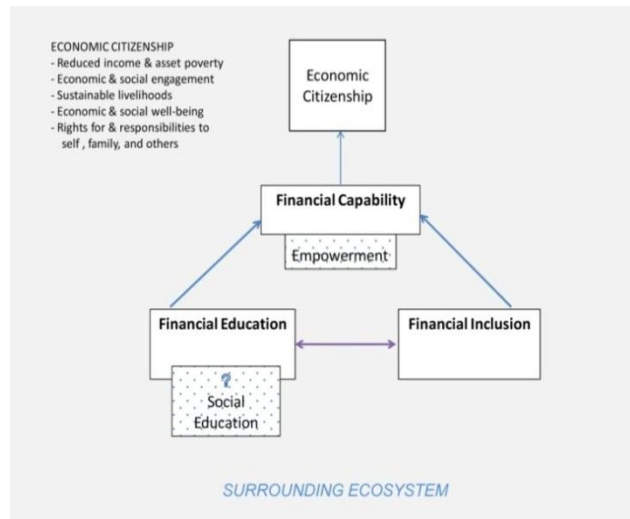 ECONOMIC CITIZENSHIP
- Reduced income & asset poverty
- Economic & social engagement
- Sustainable livelihoods
- Economic & social well-being
- Rights for & responsibilities to
self , family, and others
Economic
Citizenship
Financial Capability
Empowerment
Financial Education
Financial Inclusion
?
Social
Education
SURROUNDING ECOSYSTEM